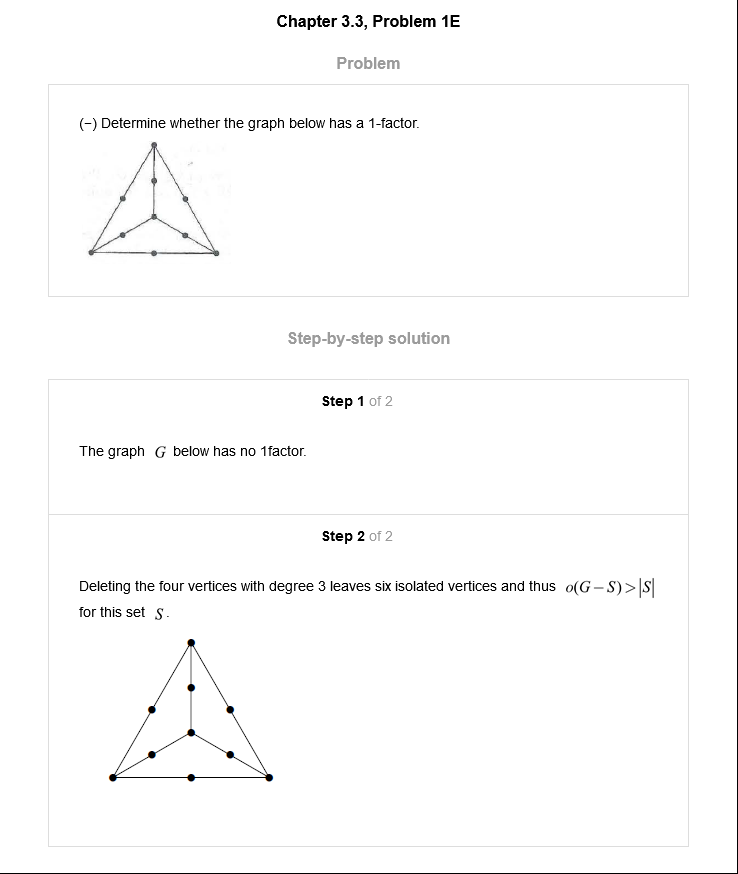 Chapter 3.3, Problem 1E
Problem
(−) Determine whether the graph below has a 1-factor.
Step-by-step solution
Step 1 of 2
The graph G below has no 1factor.
Step 2 of 2
Deleting the four vertices with degree 3 leaves six isolated vertices and thus o(G−S)>|S|
for this set S.